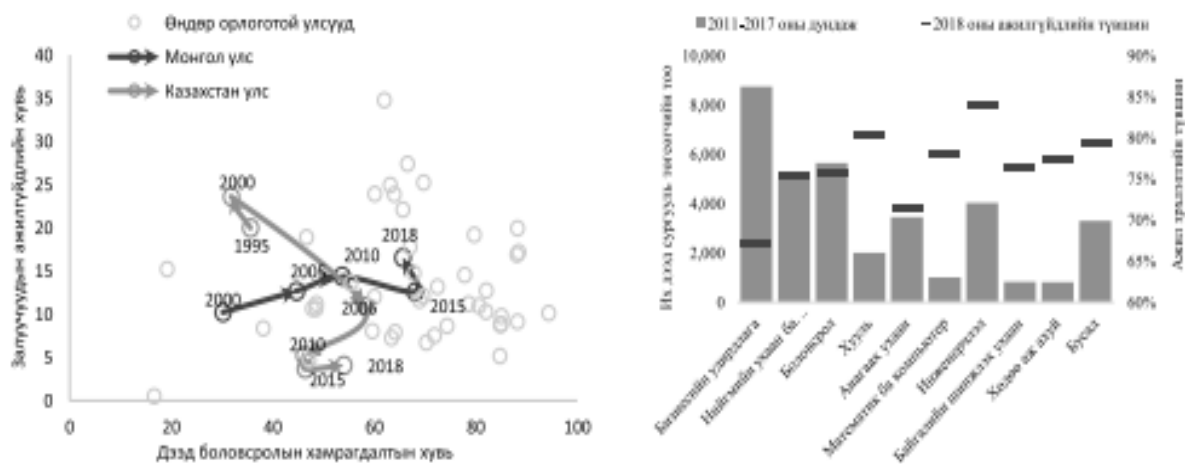 Өндөр орлоготой улсууд
Монгол улс
Казахстан улс
Залуучуудын ажилгүйдлийн хувь
40
35
30
25
20
15
10
5
0
2000
1995
2000
2005
2010
2006
2018
2015
2010
2015
2018
0
20
40
60
80
100
Дээд боловсролын хамрагдалтын хувь
2011-2017 оны дундаж
2018 оны ажилгүйдлийн түвшин
Их дээд сургууль төгсөгчийн тоо
10,000
8,000
6,000
4,000
2,000
0
90%
85%
80%
75%
70%
65%
60%
Ажил эрхлэлтийн түвшин
Бизнесийн удирдлага
Нийгмийн ухаан ба...
Боловсрол
Хууль
Анагаах ухаан
Математик ба компьютер
Инженерчлэл
Байгалийн шинжлэх ухаан
Хөдөө аж ахуй
Бусад